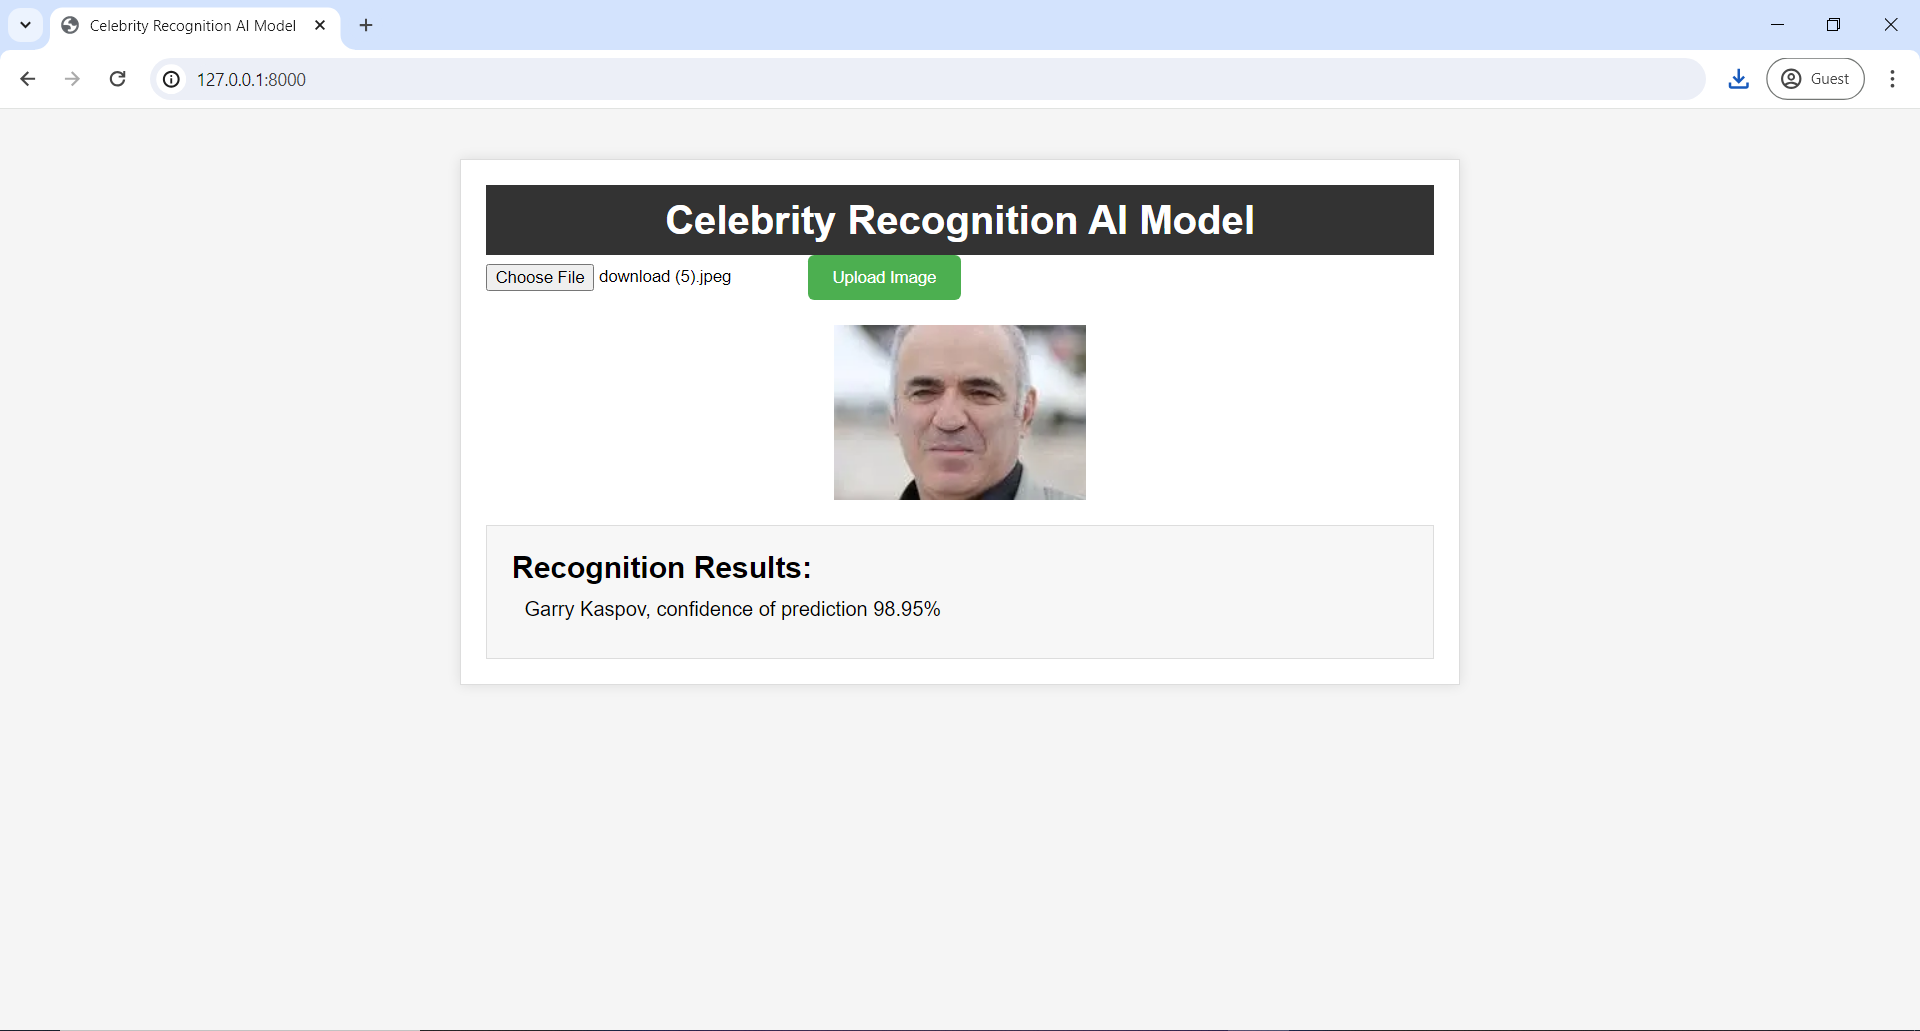 Celebrity Recognition AI Model
127.0.0.1:8000
Guest
Celebrity Recognition AI Model
Choose File download (5).jpeg Upload Image
Recognition Results:
Garry Kaspov, confidence of prediction 98.95%